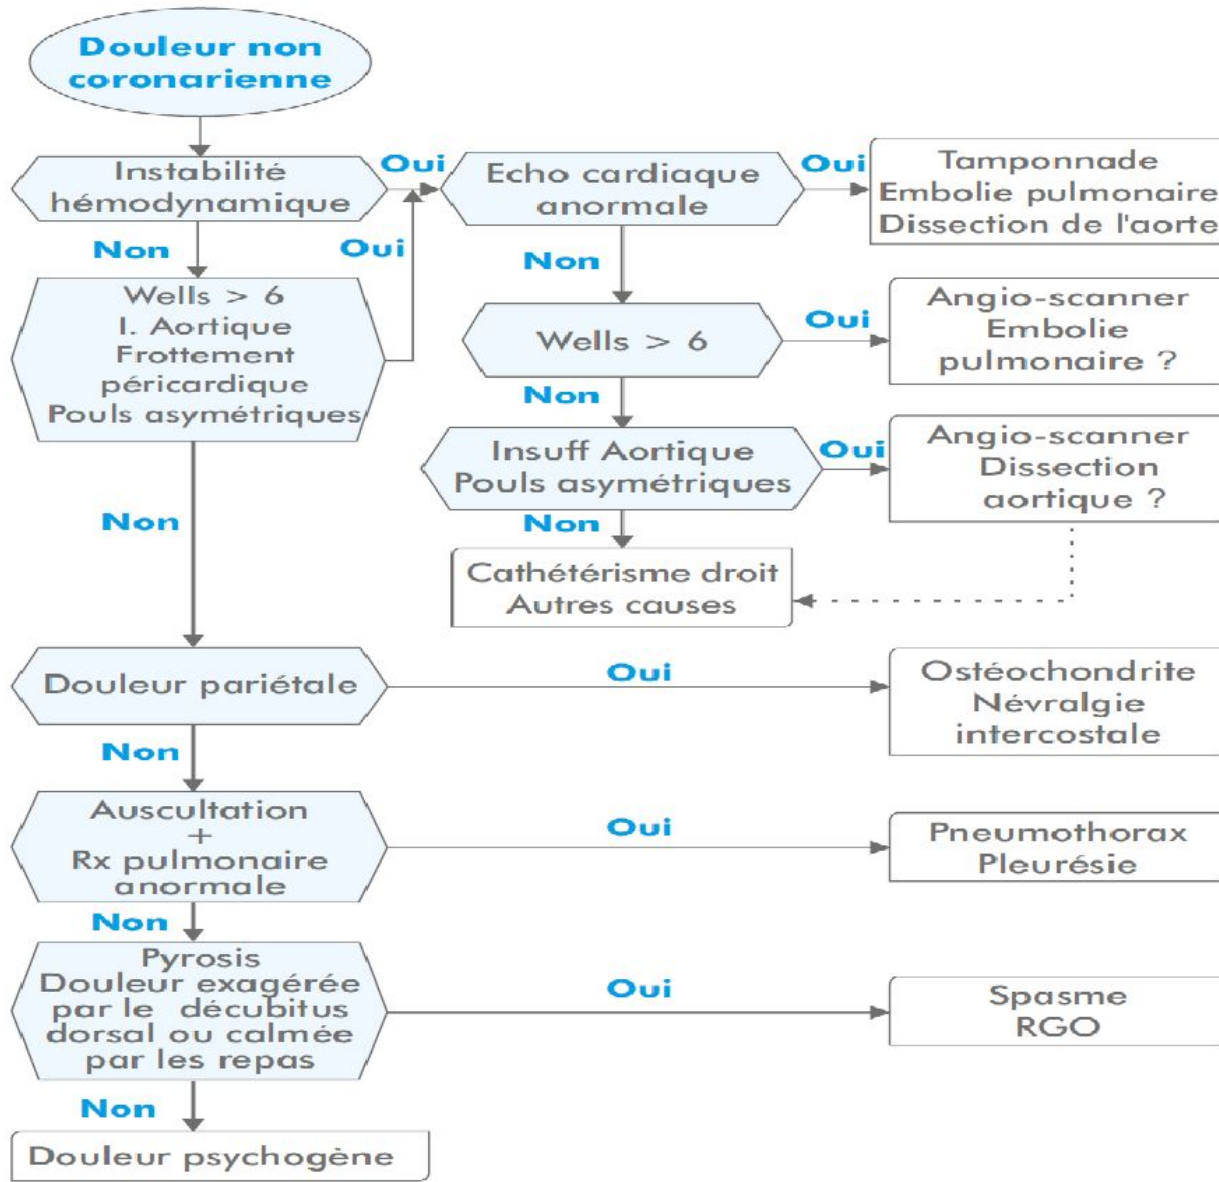 Douleur non
coronarienne
Instabilité
hémodynamique
Oui
Echo cardiaque
anormale
Oui
Tamponnade
Embolie pulmonaire
Dissection de l'aorte
Non
Oui
Non
Wells > 6
I. Aortique
Frottement
péricardique
Pouls asymétriques
Wells > 6
Oui
Angio-scanner
Embolie
pulmonaire ?
Non
Insuff Aortique
Pouls asymétriques
Oui
Angio-scanner
Dissection
aortique ?
Non
Non
Cathétérisme droit
Autres causes
Douleur pariétale
Oui
Ostéochondrite
Névralgie
intercostale
Non
Auscultation
+
Rx pulmonaire
anormale
Oui
Pneumothorax
Pleurésie
Non
Pyrosis
Douleur exagérée
par le décubitus
dorsal ou calmée
par les repas
Oui
Spasme
RGO
Non
Douleur psychogène